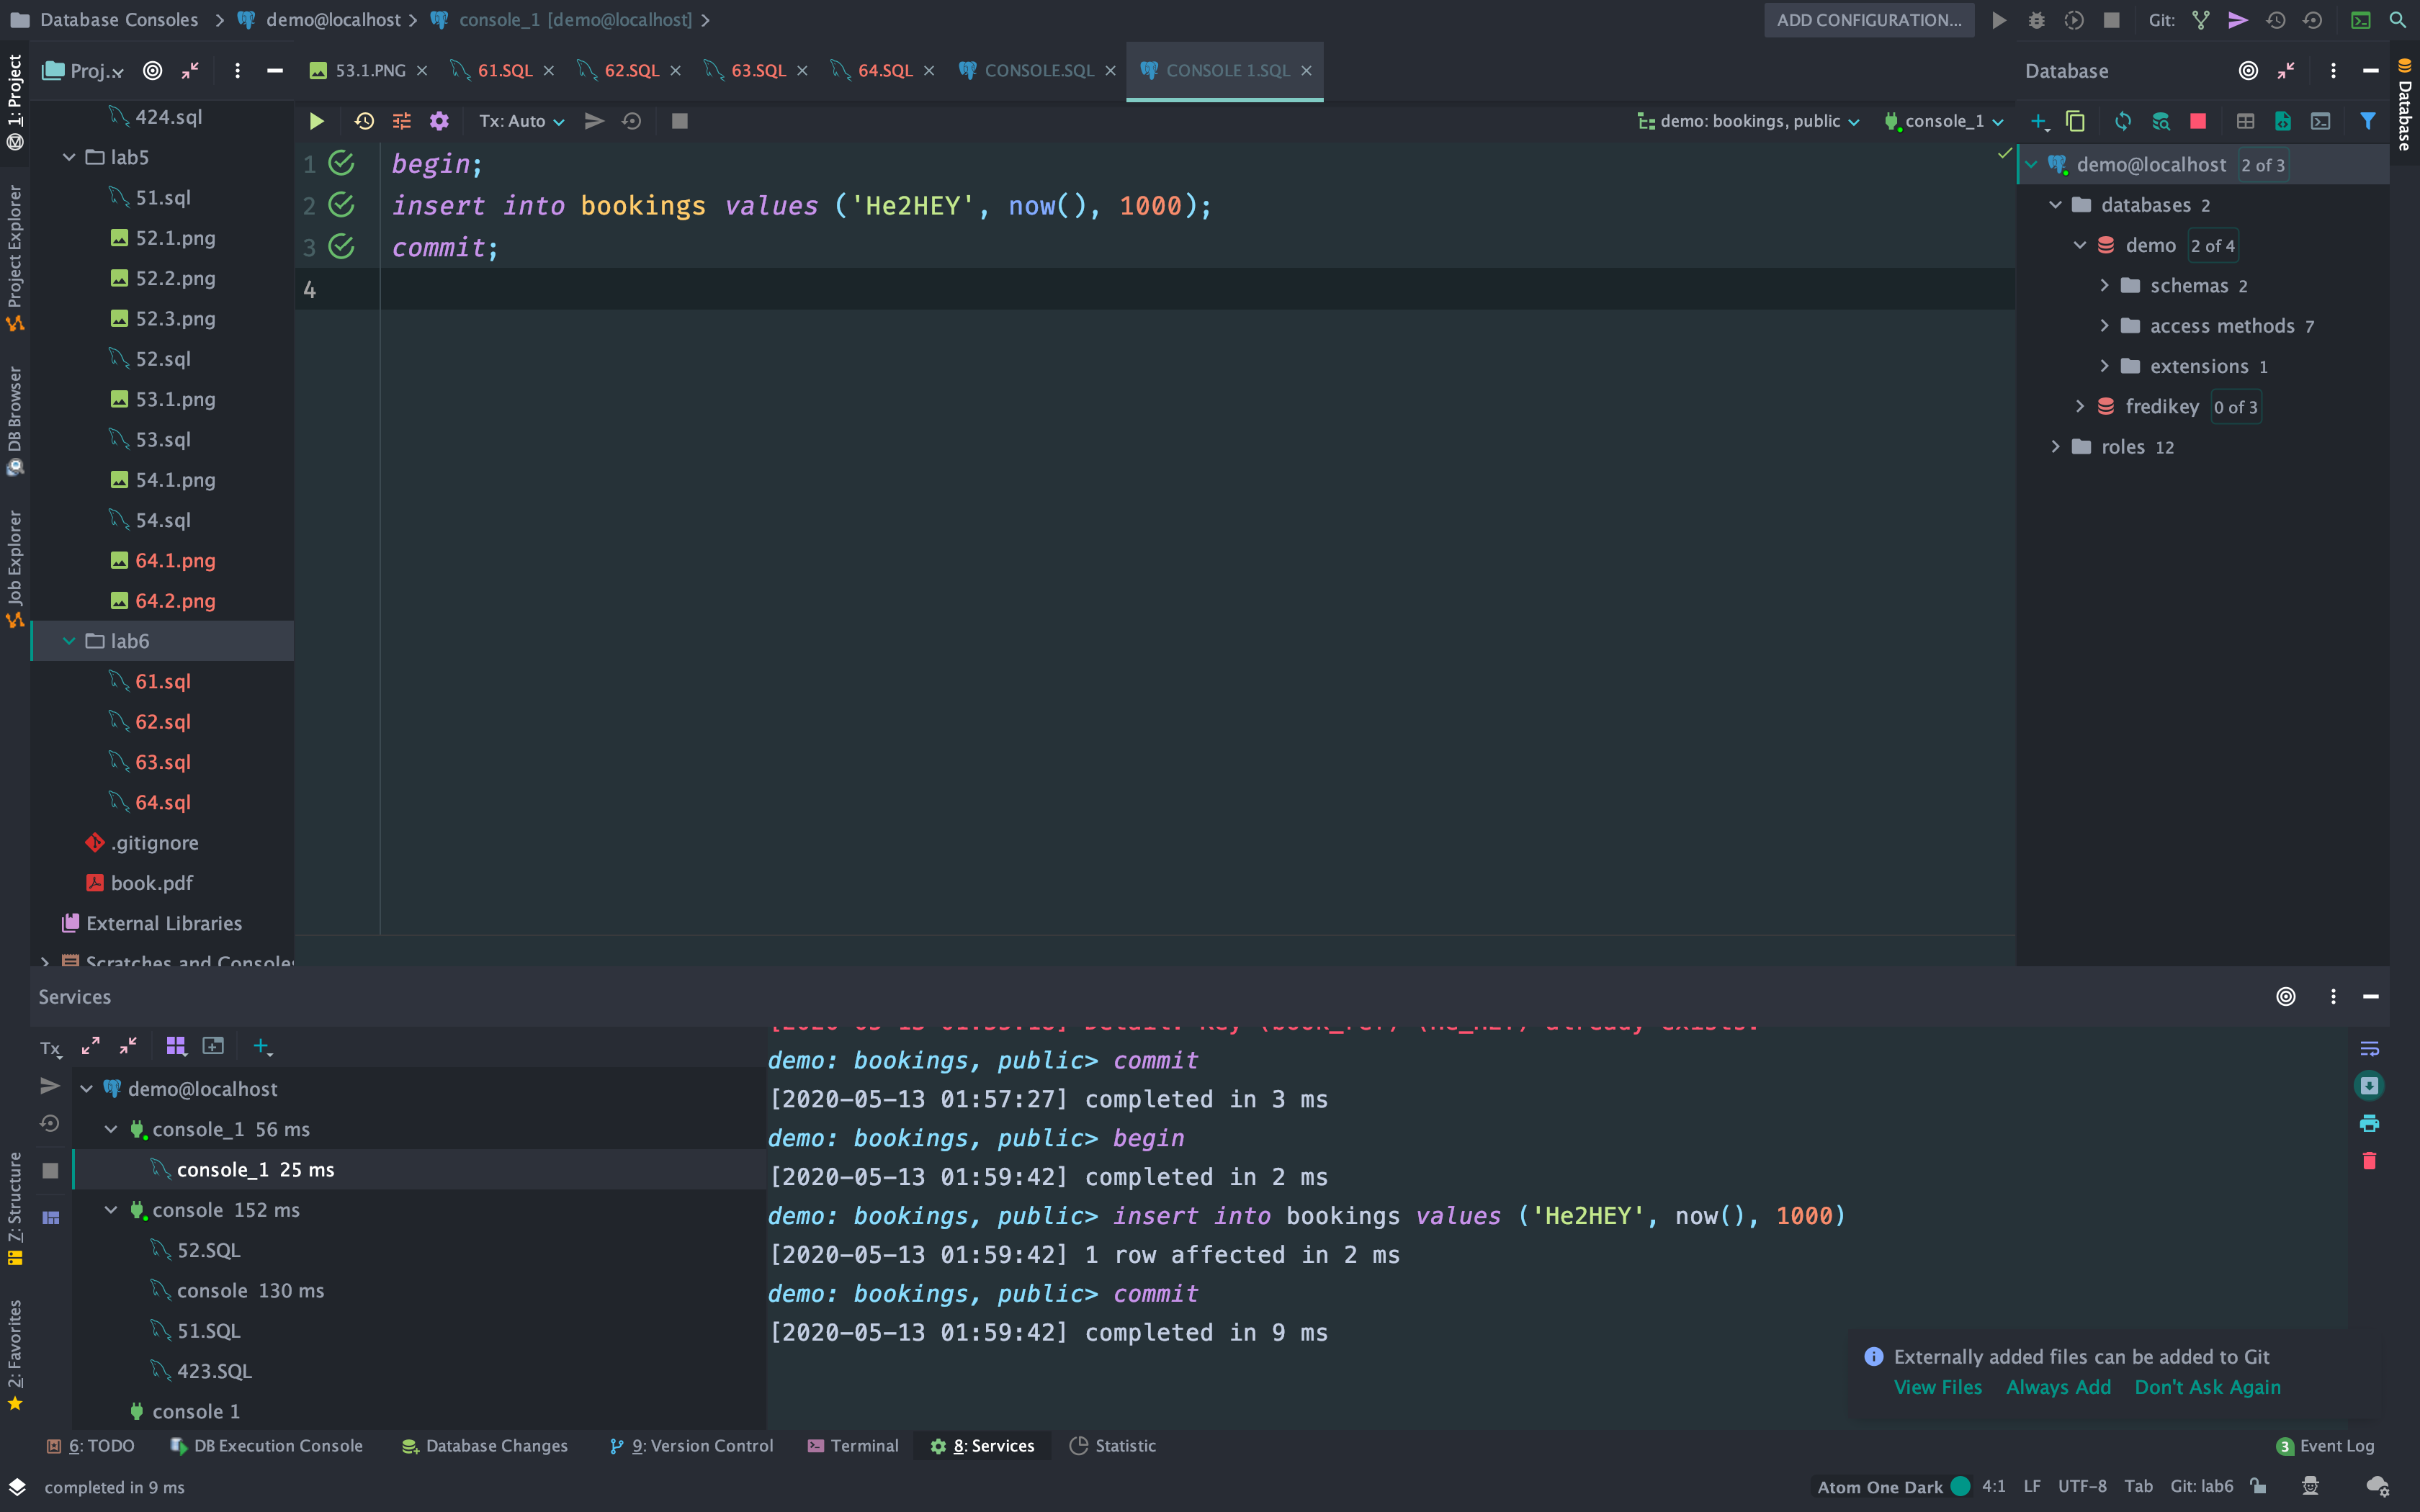 Database Consoles demo@localhost console_1 [demo@localhost]
ADD CONFIGURATION... Git:
Proj...
53.1.PNG 61.SQL 62.SQL 63.SQL 64.SQL CONSOLE.SQL CONSOLE 1.SQL
Database
1: Project
Project Explorer
DB Browser
Job Explorer
7: Structure
2: Favorites
Database
424.sql
lab5
51.sql
52.1.png
52.2.png
52.3.png
52.sql
53.1.png
53.sql
54.1.png
54.sql
64.1.png
64.2.png
lab6
61.sql
62.sql
63.sql
64.sql
.gitignore
book.pdf
External Libraries
Scratches and Consoles
Tx: Auto
demo: bookings, public console_1
1 begin;
2 insert into bookings values ('He2HEY', now(), 1000);
3 commit;
4
demo@localhost 2 of 3
databases 2
demo 2 of 4
schemas 2
access methods 7
extensions 1
fredikey 0 of 3
roles 12
Services
Tx
demo@localhost
console_1 56 ms
console_1 25 ms
console 152 ms
52.SQL
console 130 ms
51.SQL
423.SQL
console 1
demo: bookings, public> commit
[2020-05-13 01:57:27] completed in 3 ms
demo: bookings, public> begin
[2020-05-13 01:59:42] completed in 2 ms
demo: bookings, public> insert into bookings values ('He2HEY', now(), 1000)
[2020-05-13 01:59:42] 1 row affected in 2 ms
demo: bookings, public> commit
[2020-05-13 01:59:42] completed in 9 ms
Externally added files can be added to Git
View Files Always Add Don't Ask Again
6: TODO DB Execution Console Database Changes 9: Version Control Terminal 8: Services Statistic
3 Event Log
completed in 9 ms
Atom One Dark 4:1 LF UTF-8 Tab Git: lab6